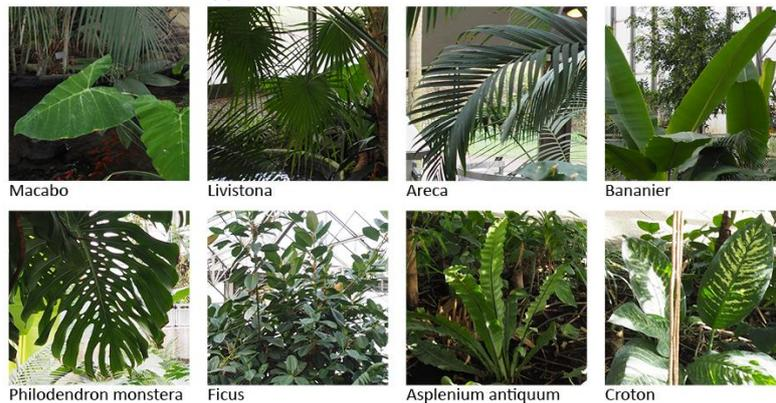 Macabo
Livistona
Areca
Bananier
Philodendron monstera
Ficus
Asplenium antiquum
Croton